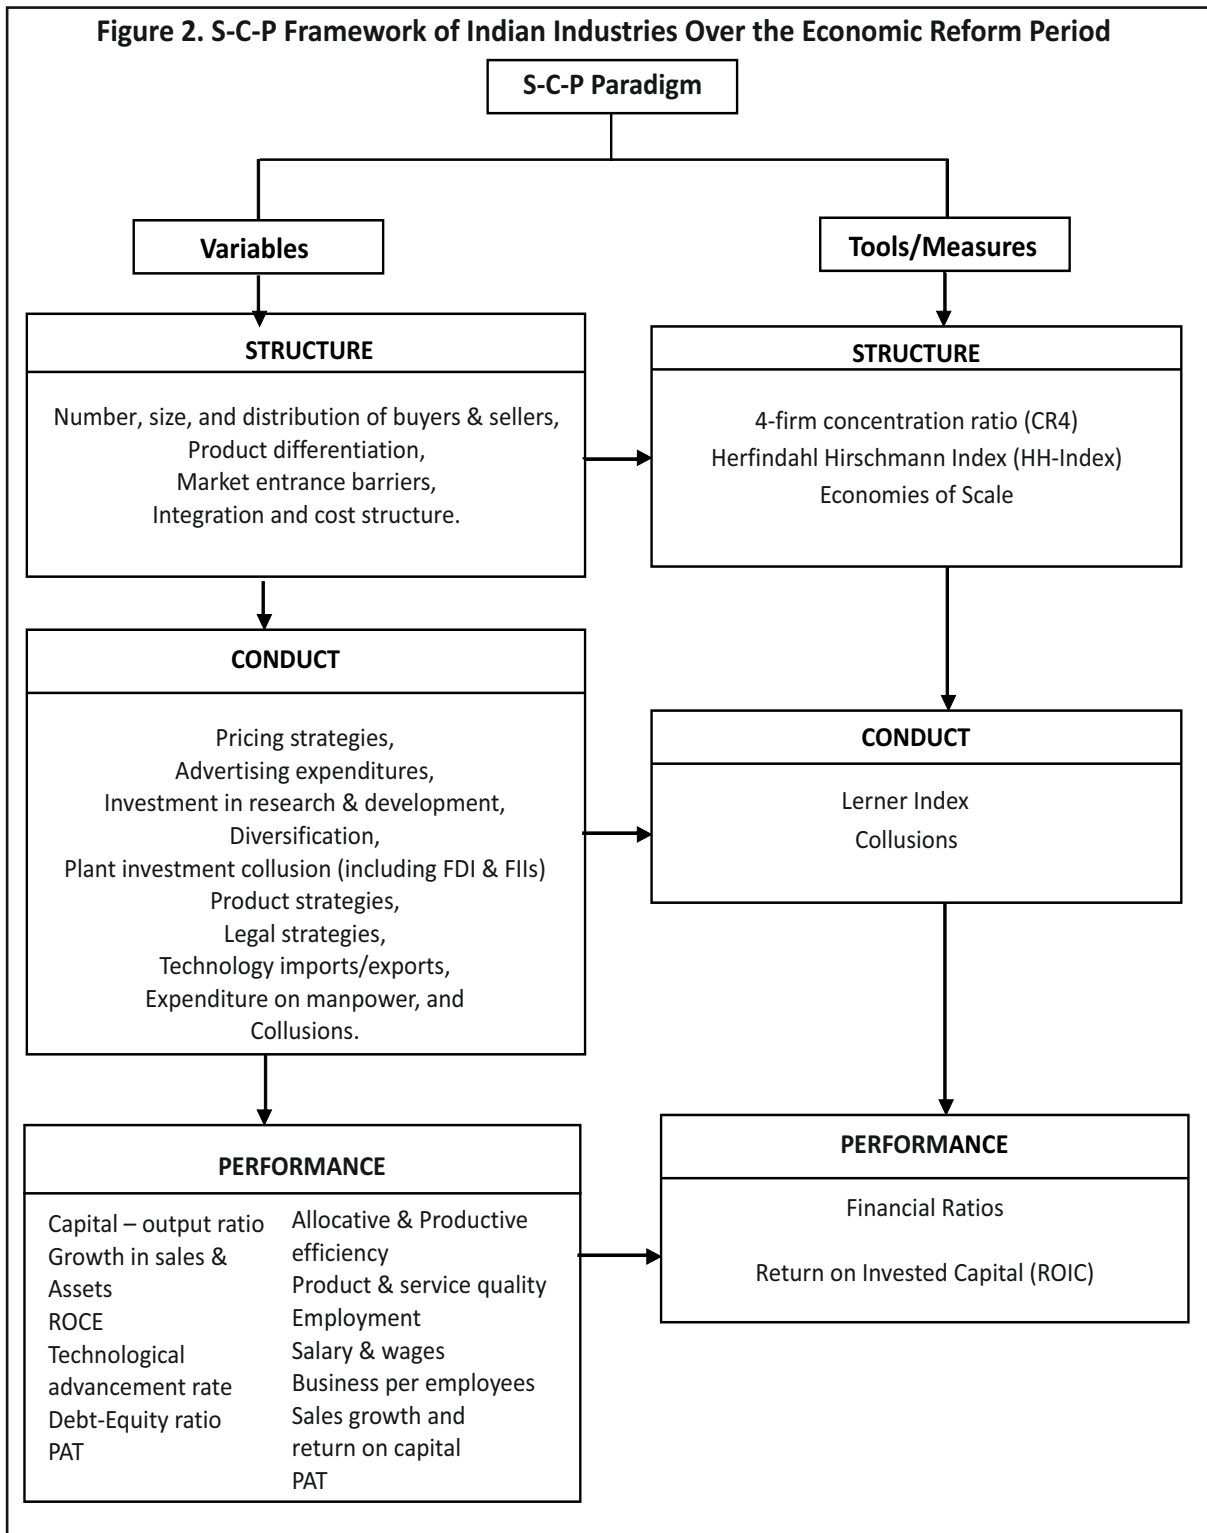 Figure 2. S-C-P Framework of Indian Industries Over the Economic Reform Period
S-C-P Paradigm
Variables
Tools/Measures
STRUCTURE
Number, size, and distribution of buyers & sellers,
Product differentiation,
Market entrance barriers,
Integration and cost structure.
STRUCTURE
4-firm concentration ratio (CR4)
Herfindahl Hirschmann Index (HH-Index)
Economies of Scale
CONDUCT
Pricing strategies,
Advertising expenditures,
Investment in research & development,
Diversification,
Plant investment collusion (including FDI & FIIs)
Product strategies,
Legal strategies,
Technology imports/exports,
Expenditure on manpower, and
Collusions.
CONDUCT
Lerner Index
Collusions
PERFORMANCE
Capital – output ratio
Growth in sales &
Assets
ROCE
Technological
advancement rate
Debt-Equity ratio
PAT
Allocative & Productive
efficiency
Product & service quality
Employment
Salary & wages
Business per employees
Sales growth and
return on capital
PAT
PERFORMANCE
Financial Ratios
Return on Invested Capital (ROIC)